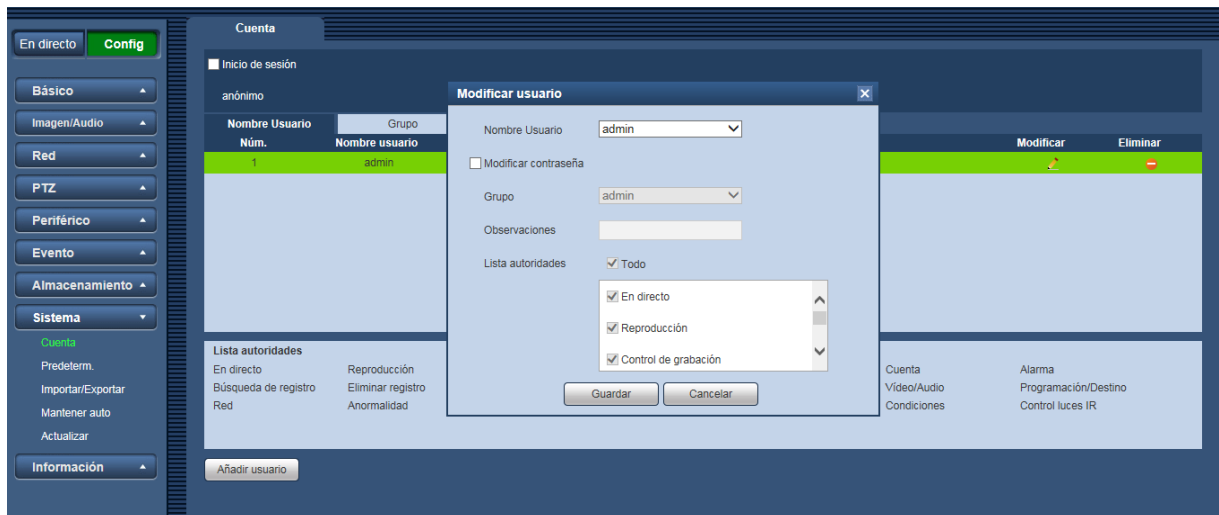 Cuenta
En directo
Config
Inicio de sesión
anónimo
Básico
Imagen/Audio
Red
PTZ
Periférico
Evento
Almacenamiento
Sistema
Cuenta
Predeterm.
Importar/Exportar
Mantener auto
Actualizar
Información
Nombre Usuario Grupo
Núm. Nombre usuario Modificar Eliminar
1 admin
Modificar usuario
Nombre Usuario admin
Modificar contraseña
Grupo admin
Observaciones
Lista autoridades Todo
En directo
Reproducción
Control de grabación
Guardar Cancelar
Lista autoridades
En directo Reproducción Cuenta Alarma
Búsqueda de registro Eliminar registro Vídeo/Audio Programación/Destino
Red Anormalidad Condiciones Control luces IR
Añadir usuario